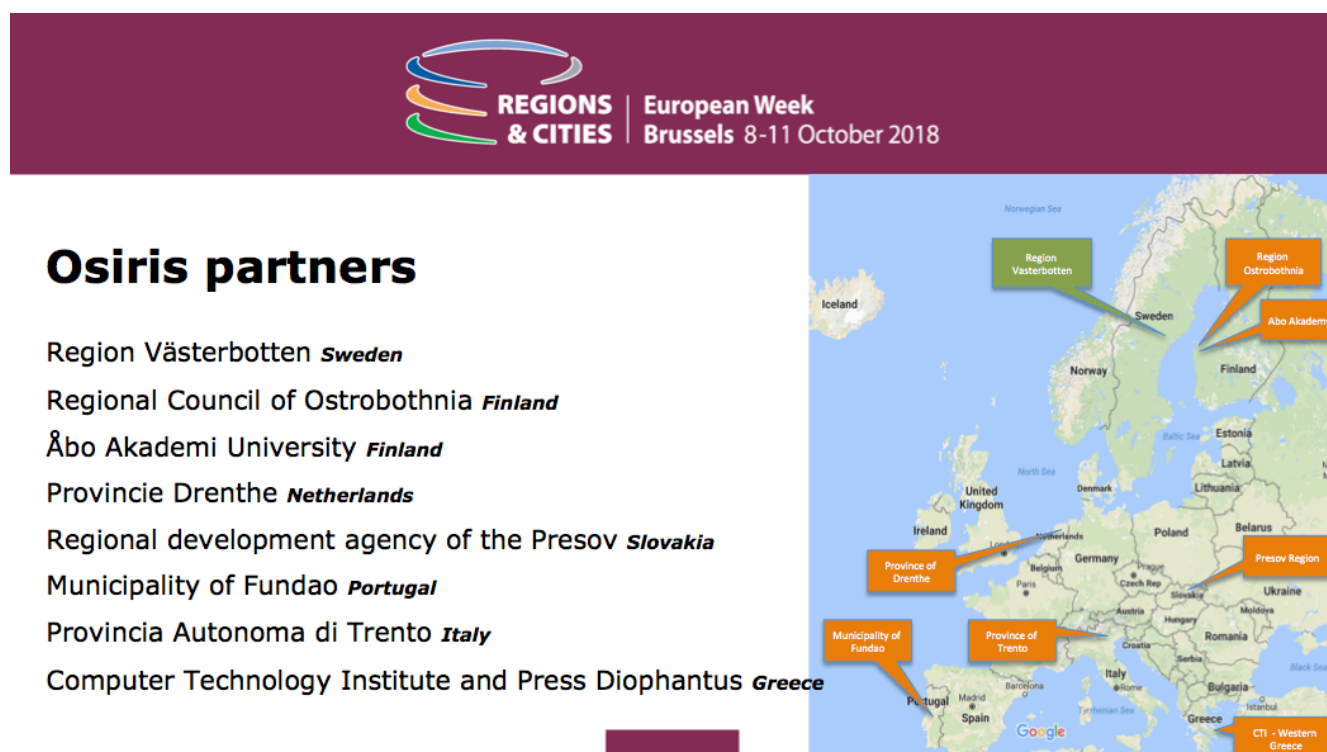 REGIONS & CITIES
European Week
Brussels 8-11 October 2018
Osiris partners
Region Västerbotten Sweden
Regional Council of Ostrobothnia Finland
Åbo Akademi University Finland
Provincie Drenthe Netherlands
Regional development agency of the Presov Slovakia
Municipality of Fundao Portugal
Provincia Autonoma di Trento Italy
Computer Technology Institute and Press Diophantus Greece
Norwegian Sea
Region
Vasterbotten
Region
Ostrobothnia
Iceland
Sweden
Abo Akademi
Norway
Finland
Baltic Sea
Estonia
Latvia
North Sea
Lithuania
United
Kingdom
Denmark
Ireland
Belarus
Poland
Netherlands
Province of
Drenthe
Germany
Presov Region
Belgium
Prague
Paris
Czech Rep
Slovakia
Ukraine
Austria
Hungary
Moldova
Municipality of
Fundao
Province of
Trento
Romania
Croatia
Serbia
Black Sea
Italy
Barcelona
Rome
Bulgaria
Portugal
Madrid
Spain
Tyrrhenian Sea
Istanbul
Greece
Google
CTI - Western
Greece